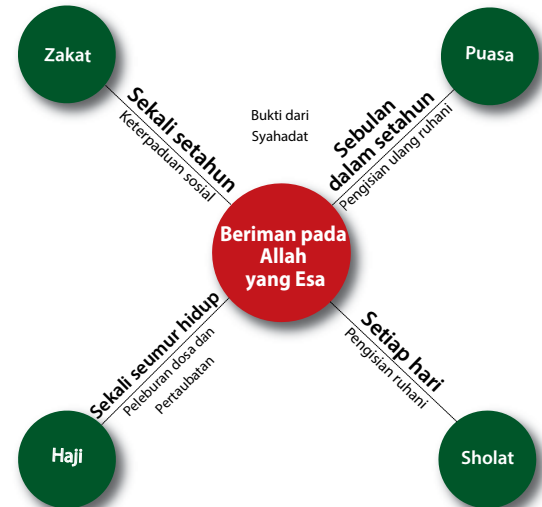 Zakat
Puasa
Sekali setahun
Keterpaduan sosial
Bukti dari
Syahadat
Sebulan
dalam setahun
Pengisian ulang ruhani
Beriman pada
Allah
yang Esa
Sekali seumur hidup
Peleburan dosa dan
Pertaubatan
Setiap hari
Pengisian ruhani
Haji
Sholat